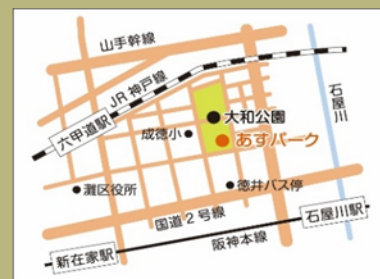 山手幹線
JR 神戸線
六甲道駅
石屋川
大和公園
成徳小
あすパーク
灘区役所
徳井バス停
国道2号線
石屋川駅
新在家駅
阪神本線